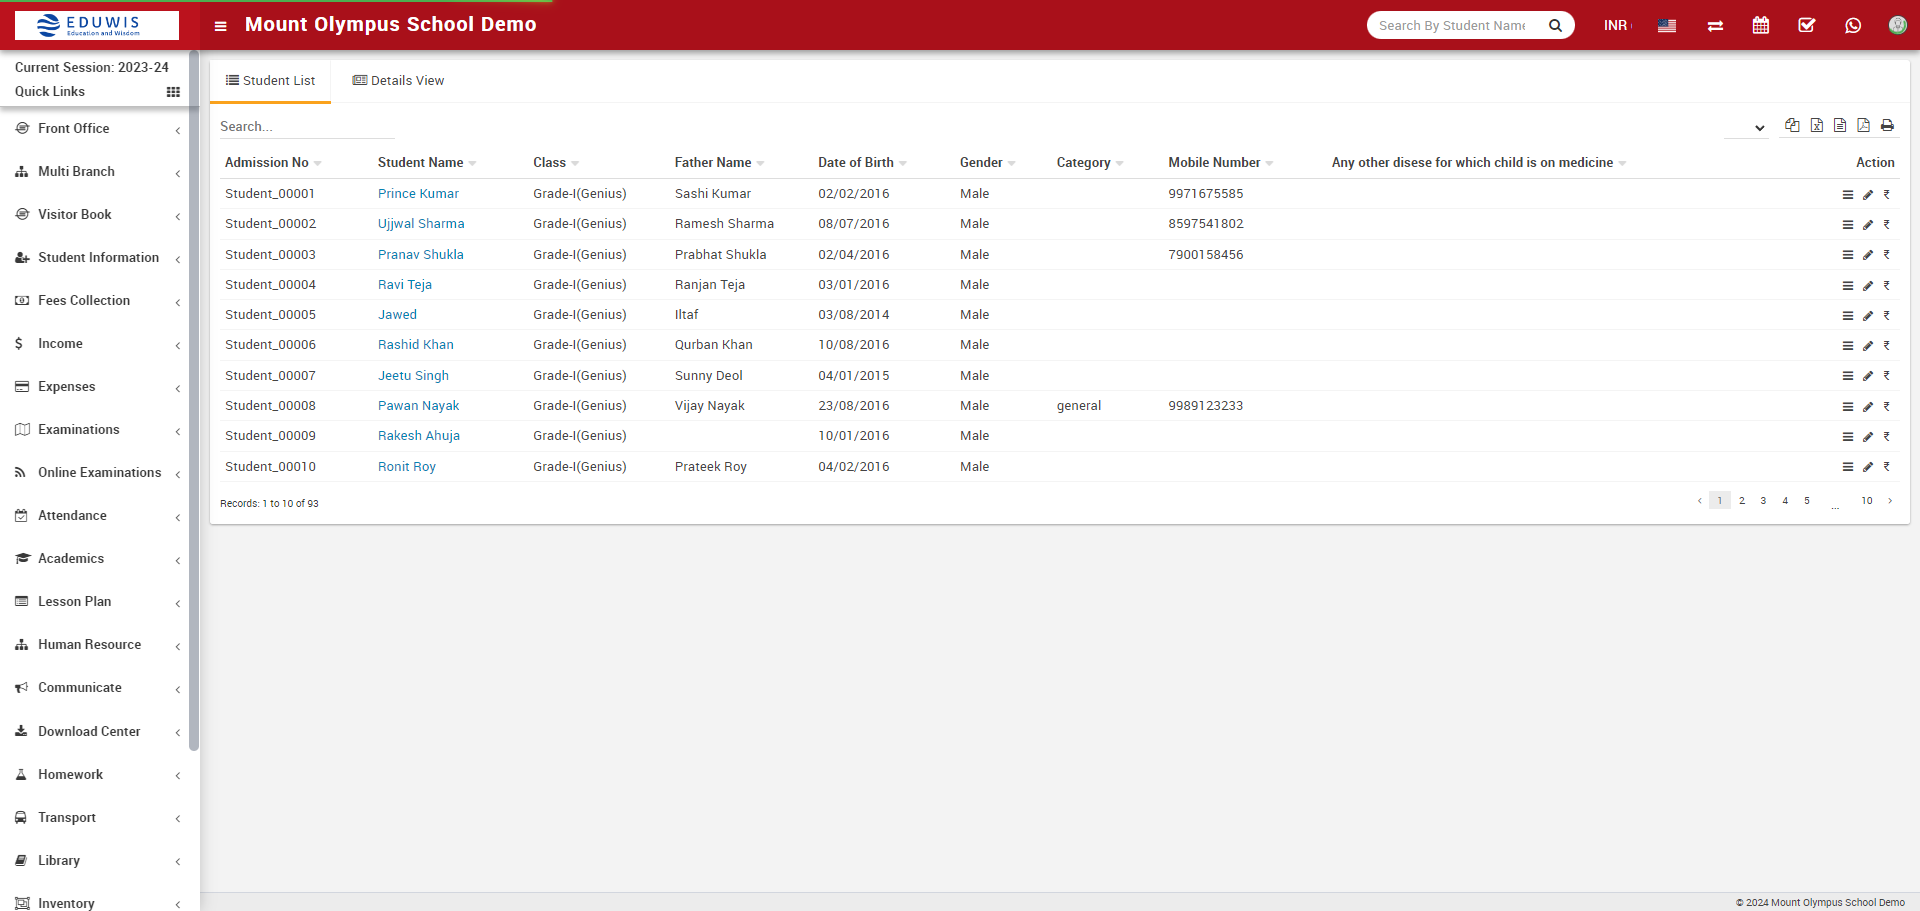 EDUWIS
Education and Wisdom
Mount Olympus School Demo
Search By Student Name
INR
Current Session: 2023-24
Quick Links
Front Office
Multi Branch
Visitor Book
Student Information
Fees Collection
Income
Expenses
Examinations
Online Examinations
Attendance
Academics
Lesson Plan
Human Resource
Communicate
Download Center
Homework
Transport
Library
Inventory
Student List Details View
Search...
Admission No Student Name Class Father Name Date of Birth Gender Category Mobile Number Any other disese for which child is on medicine Action
Student_00001 Prince Kumar Grade-I(Genius) Sashi Kumar 02/02/2016 Male 9971675585 ₹
Student_00002 Ujjwal Sharma Grade-I(Genius) Ramesh Sharma 08/07/2016 Male 8597541802 ₹
Student_00003 Pranav Shukla Grade-I(Genius) Prabhat Shukla 02/04/2016 Male 7900158456 ₹
Student_00004 Ravi Teja Grade-I(Genius) Ranjan Teja 03/01/2016 Male ₹
Student_00005 Jawed Grade-I(Genius) Iltaf 03/08/2014 Male ₹
Student_00006 Rashid Khan Grade-I(Genius) Qurban Khan 10/08/2016 Male ₹
Student_00007 Jeetu Singh Grade-I(Genius) Sunny Deol 04/01/2015 Male ₹
Student_00008 Pawan Nayak Grade-I(Genius) Vijay Nayak 23/08/2016 Male general 9989123233 ₹
Student_00009 Rakesh Ahuja Grade-I(Genius) 10/01/2016 Male ₹
Student_00010 Ronit Roy Grade-I(Genius) Prateek Roy 04/02/2016 Male ₹
Records: 1 to 10 of 93
1 2 3 4 5 ... 10
© 2024 Mount Olympus School Demo